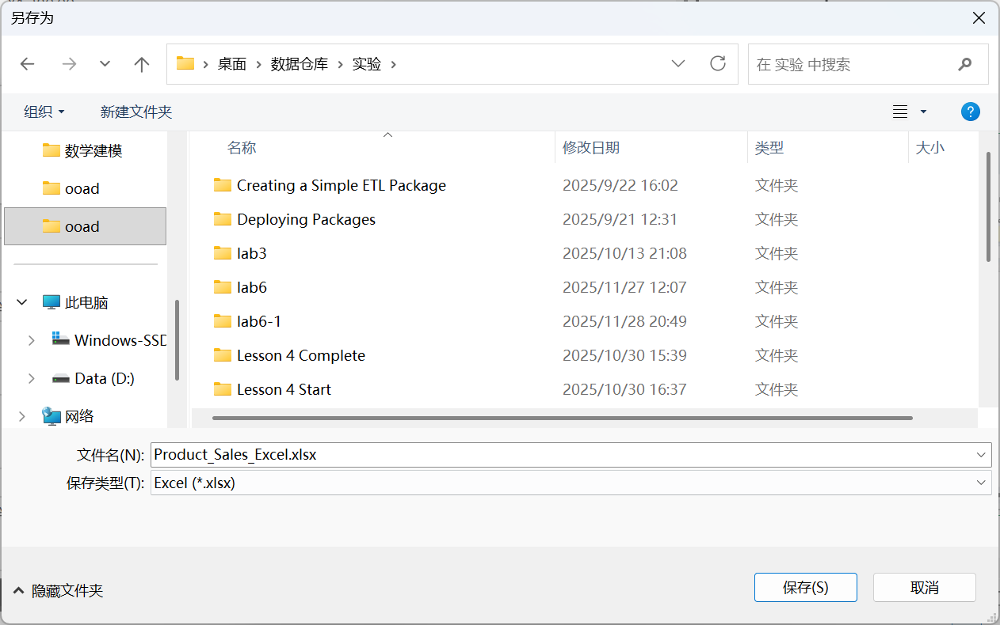 另存为
桌面 数据仓库 实验
在 实验 中搜索
组织 新建文件夹
数学建模
ooad
ooad
此电脑
Windows-SSD
Data (D:)
网络
名称 修改日期 类型 大小
Creating a Simple ETL Package 2025/9/22 16:02 文件夹
Deploying Packages 2025/9/21 12:31 文件夹
lab3 2025/10/13 21:08 文件夹
lab6 2025/11/27 12:07 文件夹
lab6-1 2025/11/28 20:49 文件夹
Lesson 4 Complete 2025/10/30 15:39 文件夹
Lesson 4 Start 2025/10/30 16:37 文件夹
文件名(N): Product_Sales_Excel.xlsx
保存类型(T): Excel (*.xlsx)
隐藏文件夹
保存(S) 取消